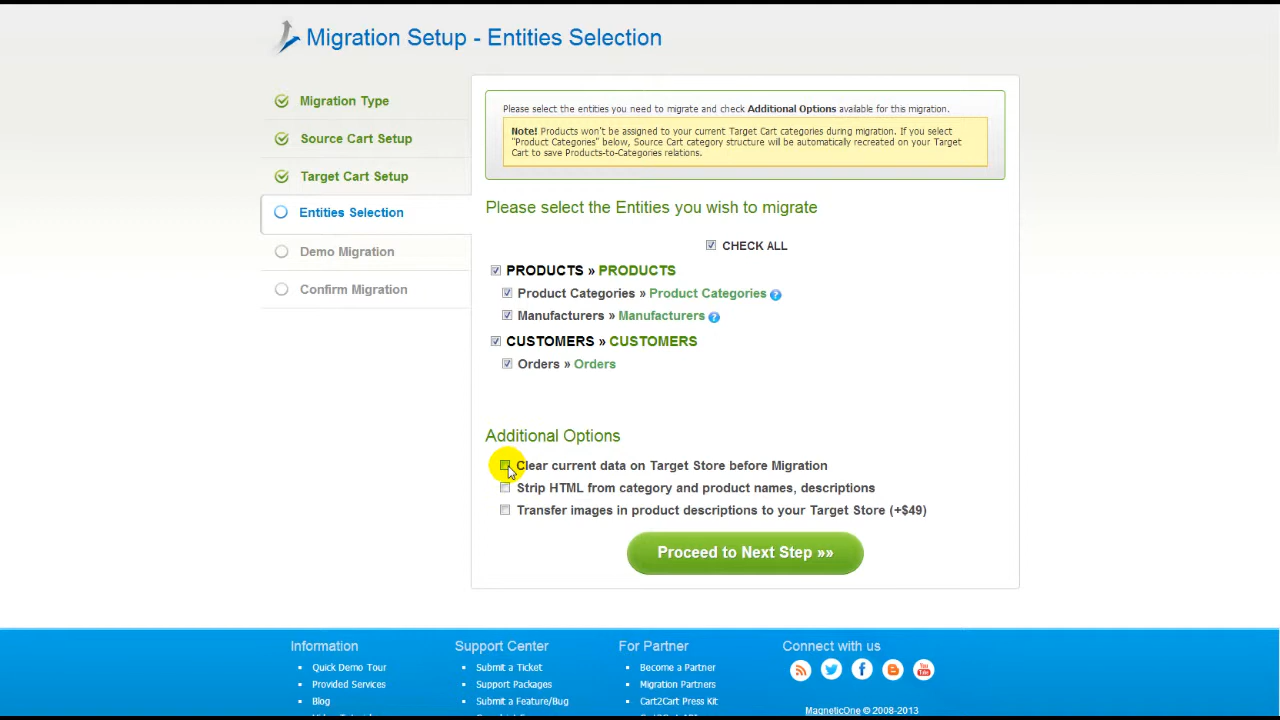 Migration Setup - Entities Selection
Migration Type
Source Cart Setup
Target Cart Setup
Entities Selection
Demo Migration
Confirm Migration
Please select the entities you need to migrate and check Additional Options available for this migration.
Note! Products won't be assigned to your current Target Cart categories during migration. If you select
"Product Categories" below, Source Cart category structure will be automatically recreated on your Target
Cart to save Products-to-Categories relations.
Please select the Entities you wish to migrate
CHECK ALL
PRODUCTS » PRODUCTS
Product Categories » Product Categories ?
Manufacturers » Manufacturers ?
CUSTOMERS » CUSTOMERS
Orders » Orders
Additional Options
Clear current data on Target Store before Migration
Strip HTML from category and product names, descriptions
Transfer images in product descriptions to your Target Store (+$49)
Proceed to Next Step »»
Information
Quick Demo Tour
Provided Services
Blog
Support Center
Submit a Ticket
Support Packages
Submit a Feature/Bug
For Partner
Become a Partner
Migration Partners
Cart2Cart Press Kit
Connect with us
You Tube
MagneticOne © 2008-2013